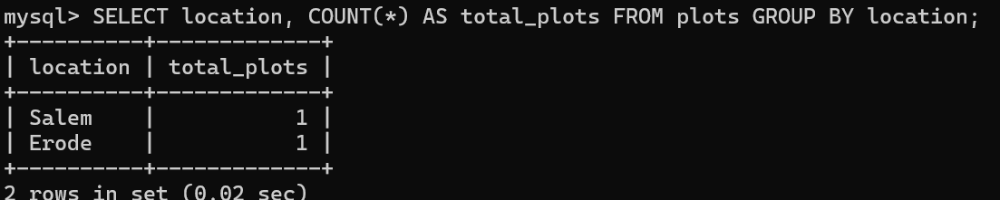 mysql> SELECT location, COUNT(*) AS total_plots FROM plots GROUP BY location;
+----------+-------------+
| location | total_plots |
+----------+-------------+
| Salem    |           1 |
| Erode    |           1 |
+----------+-------------+
2 rows in set (0.02 sec)